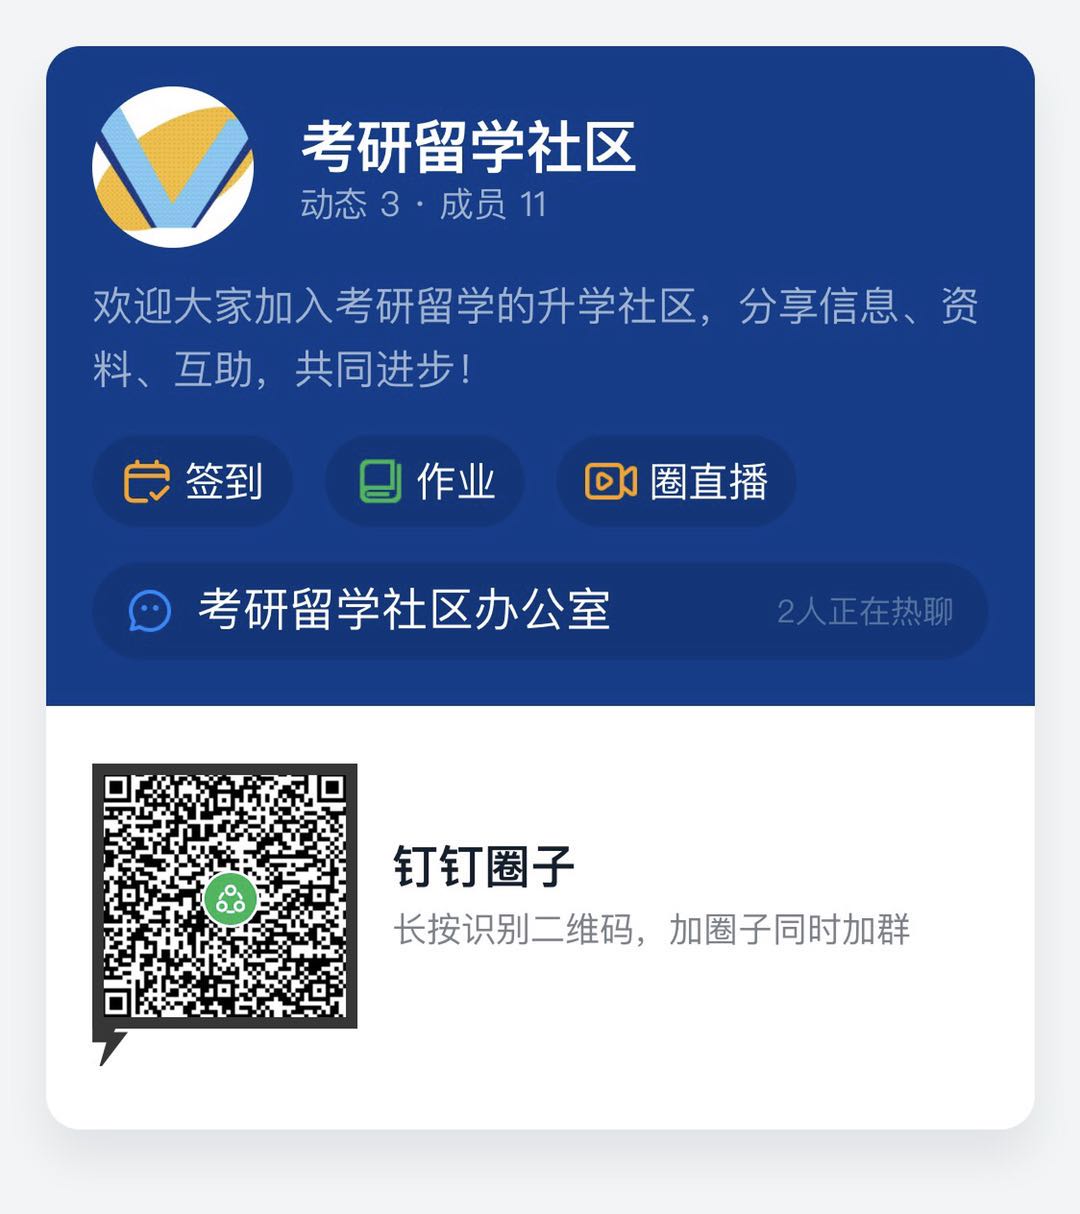 考研留学社区
动态 3 · 成员 11
欢迎大家加入考研留学的升学社区，分享信息、资
料、互助，共同进步！
签到 作业 圈直播
考研留学社区办公室 2人正在热聊
钉钉圈子
长按识别二维码，加圈子同时加群